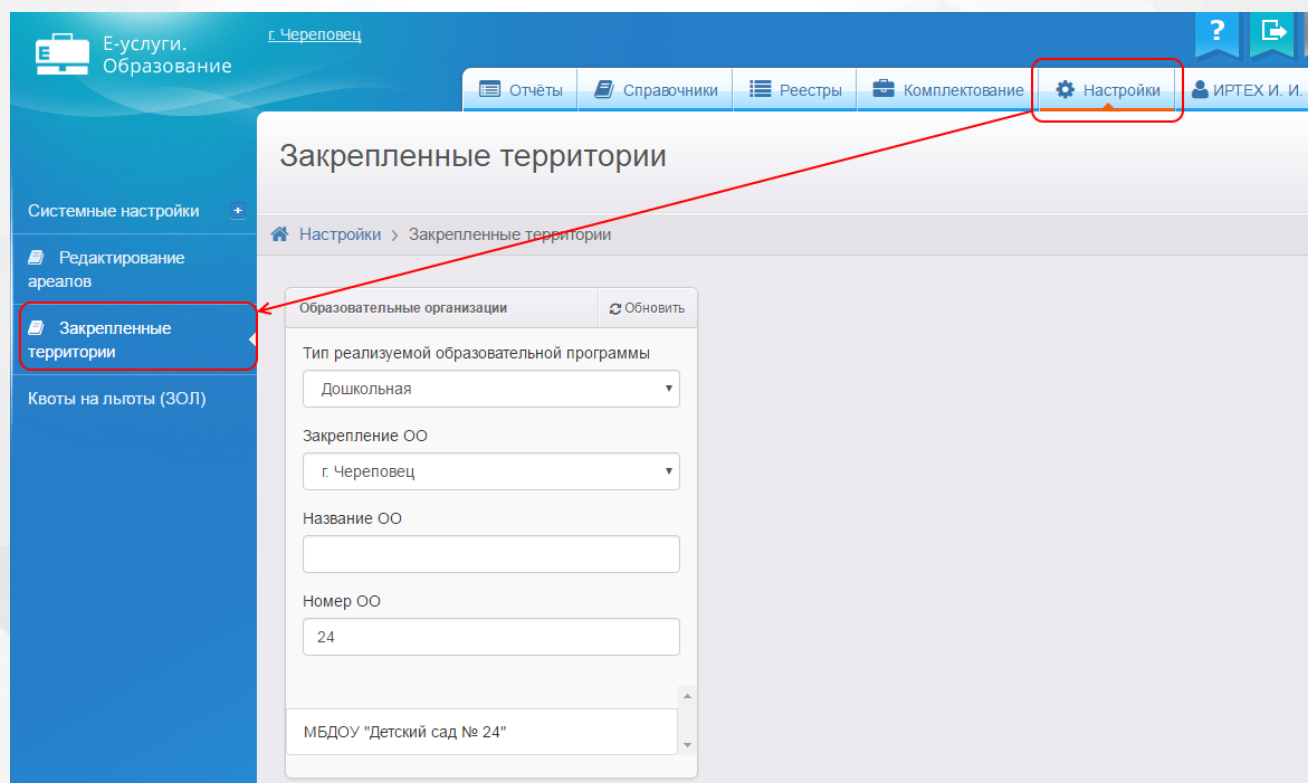 E
Е-услуги.
Образование
г. Череповец
?
Отчёты
Справочники
Реестры
Комплектование
Настройки
ИРТЕХ И. И.
Закрепленные территории
Системные настройки
+
Настройки > Закрепленные территории
Редактирование
ареалов
Закрепленные
территории
Квоты на льготы (ЗОЛ)
Образовательные организации
Обновить
Тип реализуемой образовательной программы
Дошкольная
Закрепление ОО
г. Череповец
Название ОО
Номер ОО
24
МБДОУ "Детский сад № 24"